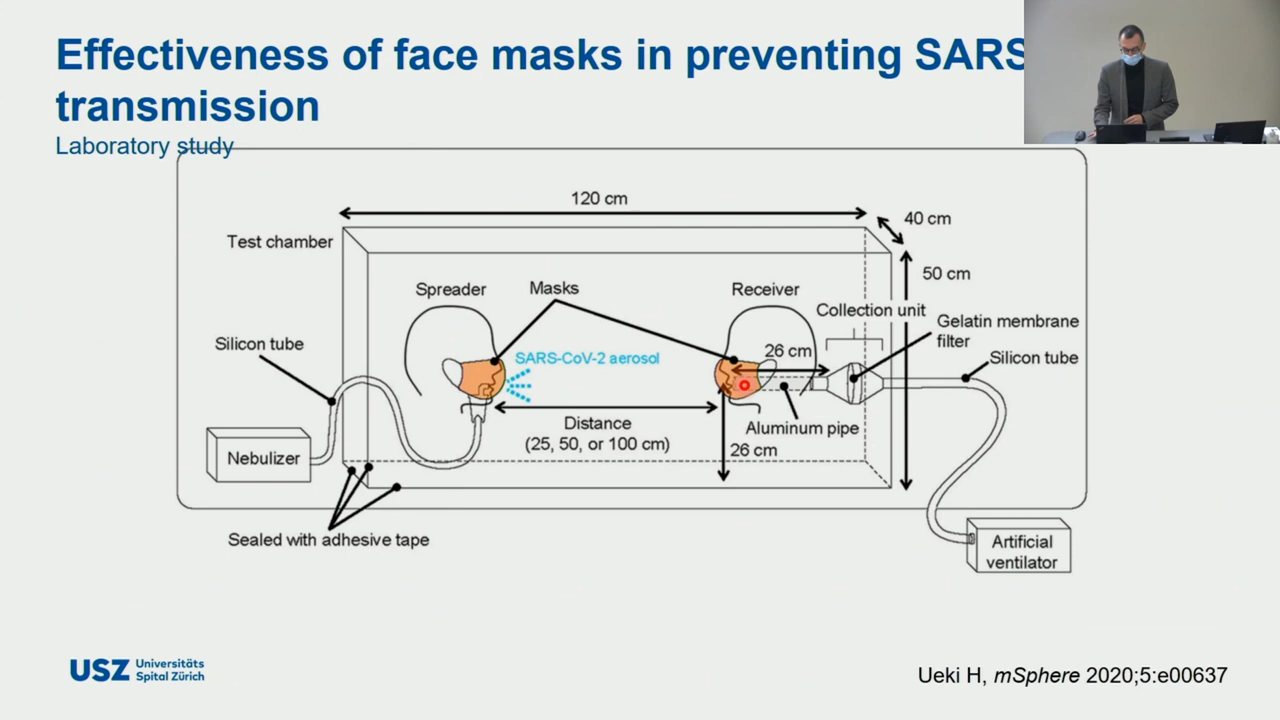 Effectiveness of face masks in preventing SARS
transmission
Laboratory study
120 cm
40 cm
Test chamber
50 cm
Spreader
Masks
Receiver
Collection unit
Gelatin membrane
filter
Silicon tube
SARS-CoV-2 aerosol
26 cm
Silicon tube
Distance
(25, 50, or 100 cm)
Aluminum pipe
26 cm
Nebulizer
Sealed with adhesive tape
Artificial
ventilator
USZ Universitäts
Spital Zürich
Ueki H, mSphere 2020;5:e00637